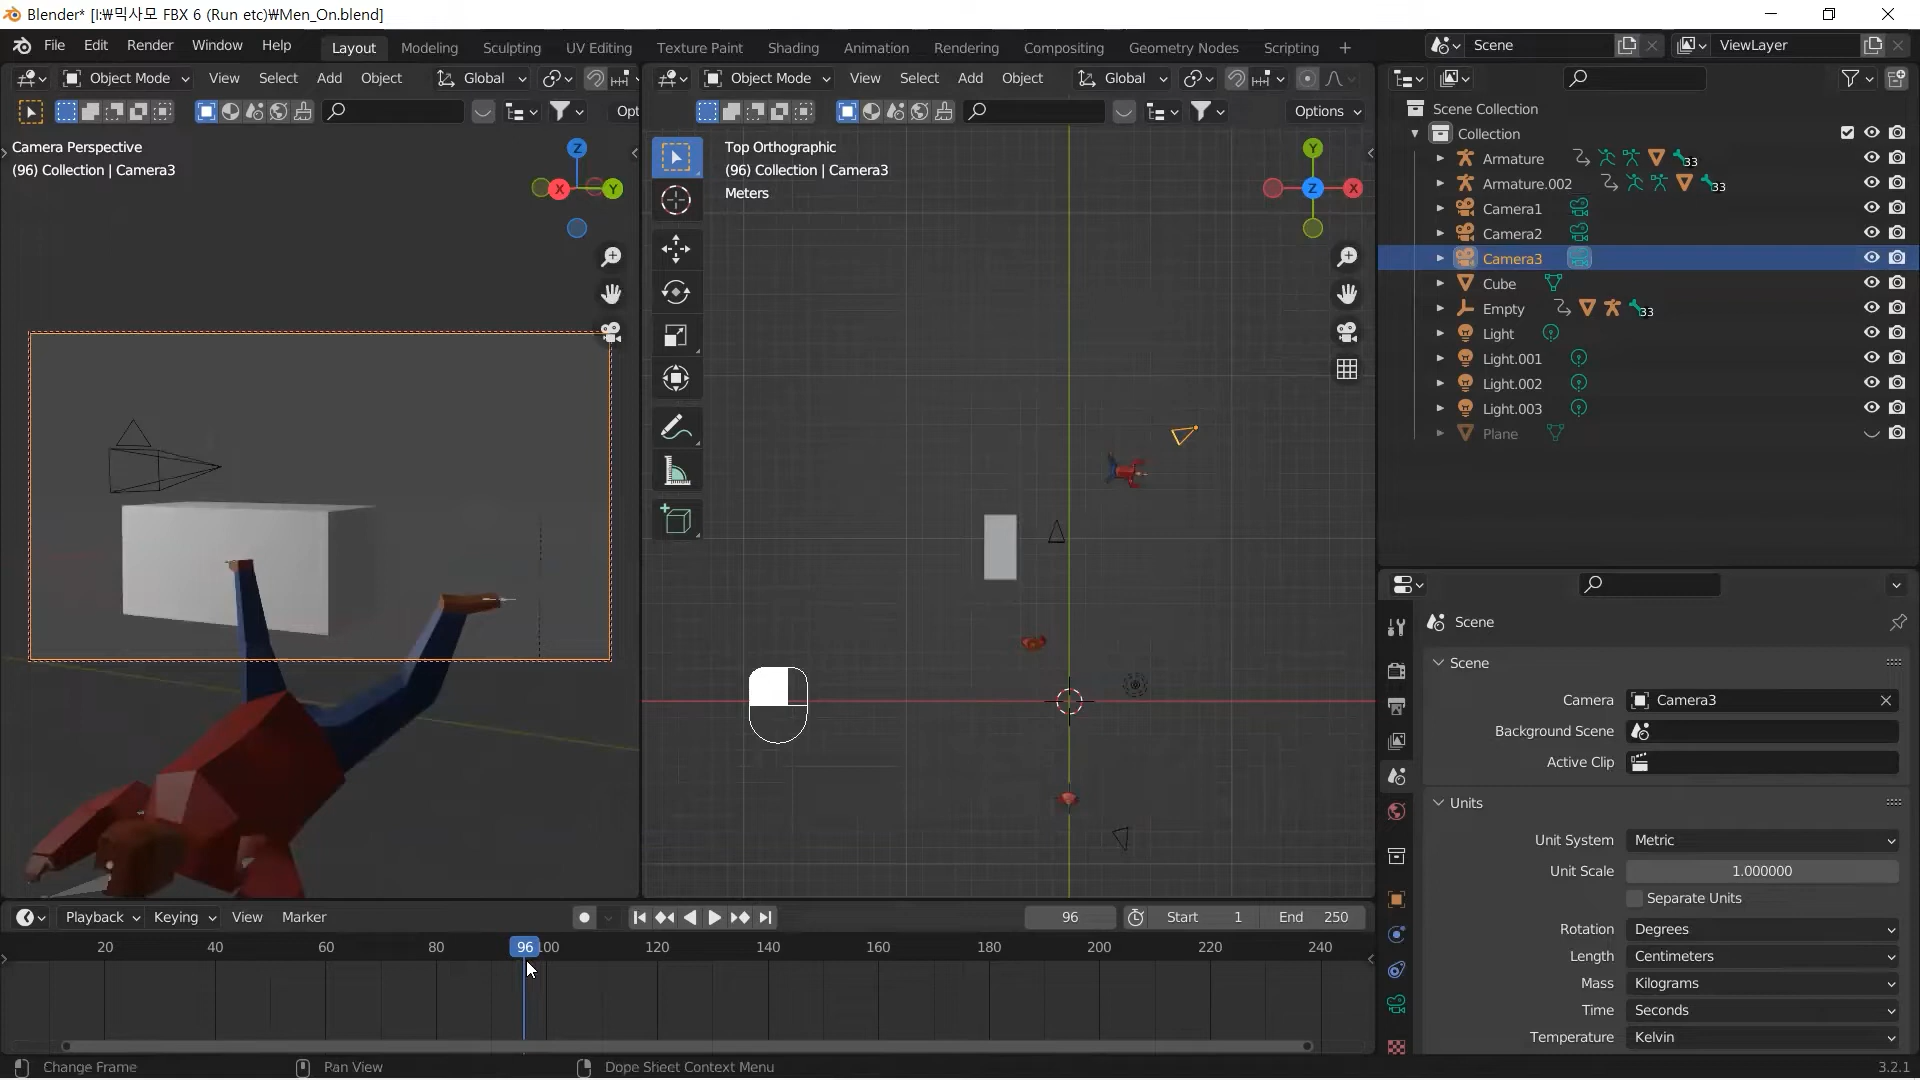 Blender* [I:₩믹사모 FBX 6 (Run etc)₩Men_On.blend]
File Edit Render Window Help
Layout Modeling Sculpting UV Editing Texture Paint Shading Animation Rendering Compositing Geometry Nodes Scripting +
Scene
ViewLayer
Object Mode View Select Add Object Global
Object Mode View Select Add Object Global
Opt
Options
Camera Perspective
(96) Collection | Camera3
Z
X
Y
Top Orthographic
(96) Collection | Camera3
Meters
Y
Z
X
Scene Collection
Collection
Armature 33
Armature.002 33
Camera1
Camera2
Camera3
Cube
Empty 33
Light
Light.001
Light.002
Light.003
Plane
Scene
Scene
Camera Camera3
Background Scene
Active Clip
Units
Unit System Metric
Unit Scale 1.000000
Separate Units
Rotation Degrees
Length Centimeters
Mass Kilograms
Time Seconds
Temperature Kelvin
Playback Keying View Marker
96 Start 1 End 250
20 40 60 80 96 100 120 140 160 180 200 220 240
Change Frame Pan View Dope Sheet Context Menu
3.2.1